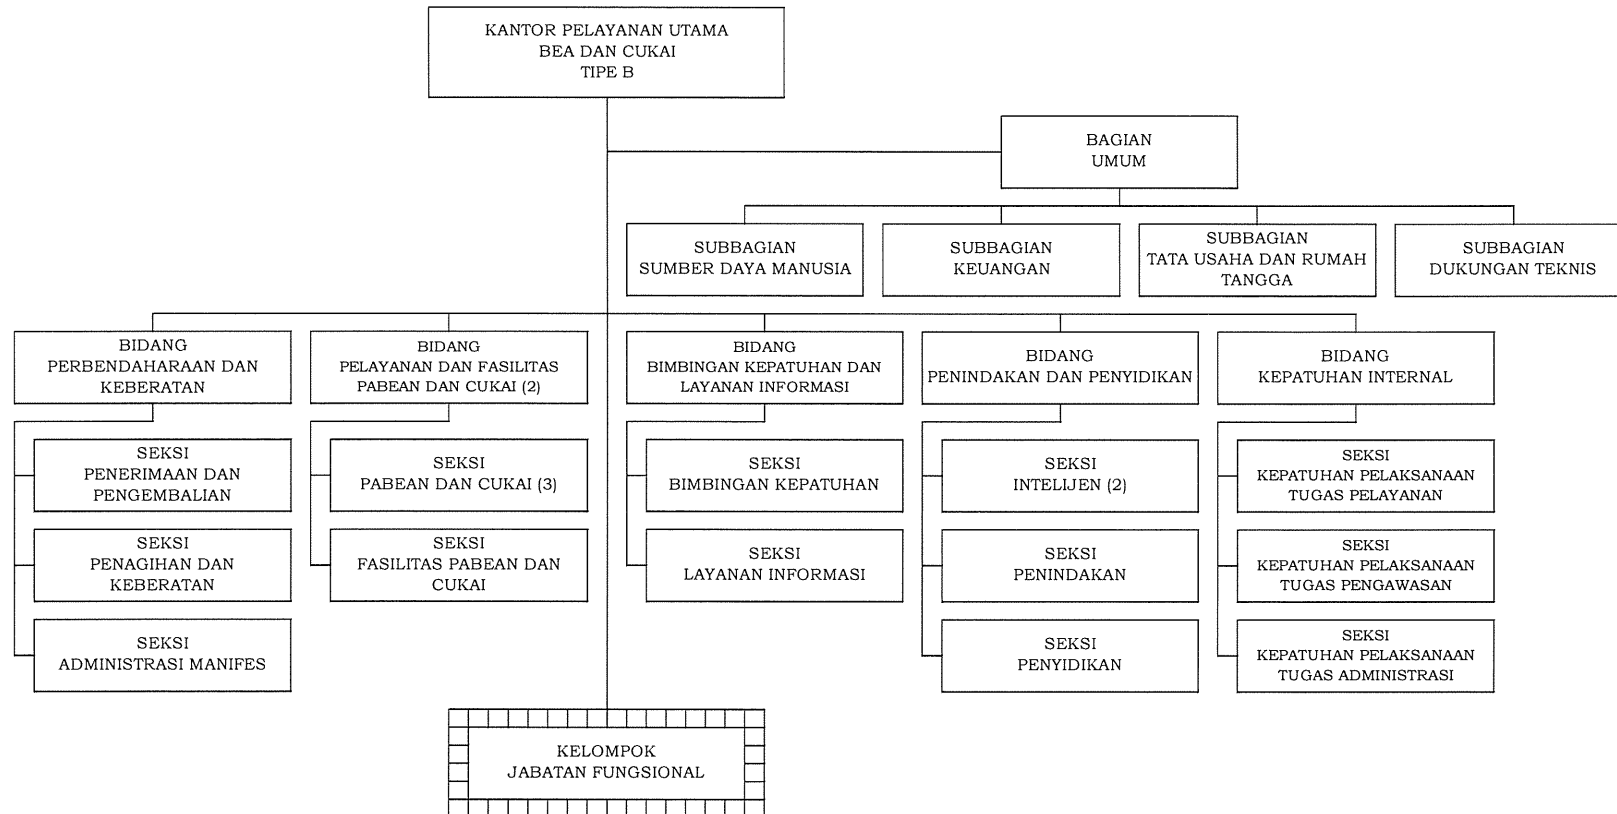 KANTOR PELAYANAN UTAMA
BEA DAN CUKAI
TIPE B
BAGIAN
UMUM
SUBBAGIAN
SUMBER DAYA MANUSIA
SUBBAGIAN
KEUANGAN
SUBBAGIAN
TATA USAHA DAN RUMAH
TANGGA
SUBBAGIAN
DUKUNGAN TEKNIS
BIDANG
PERBENDAHARAAN DAN
KEBERATAN
BIDANG
PELAYANAN DAN FASILITAS
PABEAN DAN CUKAI (2)
BIDANG
BIMBINGAN KEPATUHAN DAN
LAYANAN INFORMASI
BIDANG
PENINDAKAN DAN PENYIDIKAN
BIDANG
KEPATUHAN INTERNAL
SEKSI
PENERIMAAN DAN
PENGEMBALIAN
SEKSI
PABEAN DAN CUKAI (3)
SEKSI
BIMBINGAN KEPATUHAN
SEKSI
INTELIJEN (2)
SEKSI
KEPATUHAN PELAKSANAAN
TUGAS PELAYANAN
SEKSI
PENAGIHAN DAN
KEBERATAN
SEKSI
FASILITAS PABEAN DAN
CUKAI
SEKSI
LAYANAN INFORMASI
SEKSI
PENINDAKAN
SEKSI
KEPATUHAN PELAKSANAAN
TUGAS PENGAWASAN
SEKSI
ADMINISTRASI MANIFES
SEKSI
PENYIDIKAN
SEKSI
KEPATUHAN PELAKSANAAN
TUGAS ADMINISTRASI
KELOMPOK
JABATAN FUNGSIONAL